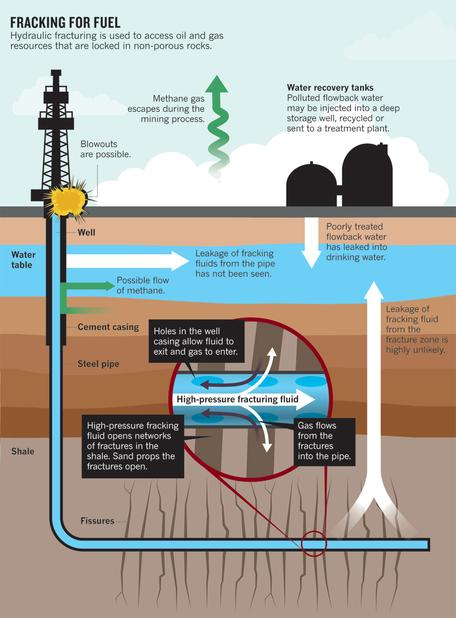 FRACKING FOR FUEL
Hydraulic fracturing is used to access oil and gas
resources that are locked in non-porous rocks.
Methane gas
escapes during the
mining process.
Water recovery tanks
Polluted flowback water
may be injected into a deep
storage well, recycled or
sent to a treatment plant.
Blowouts
are possible.
Well
Poorly treated
flowback water
has leaked into
drinking water.
Water
table
Leakage of fracking
fluids from the pipe
has not been seen.
Possible flow
of methane.
Leakage of
fracking fluid
from the
fracture zone is
highly unlikely.
Cement casing
Holes in the well
casing allow fluid to
exit and gas to enter.
Steel pipe
High-pressure fracturing fluid
High-pressure fracking
fluid opens networks
of fractures in the
shale. Sand props the
fractures open.
Gas flows
from the
fractures
into the pipe.
Shale
Fissures